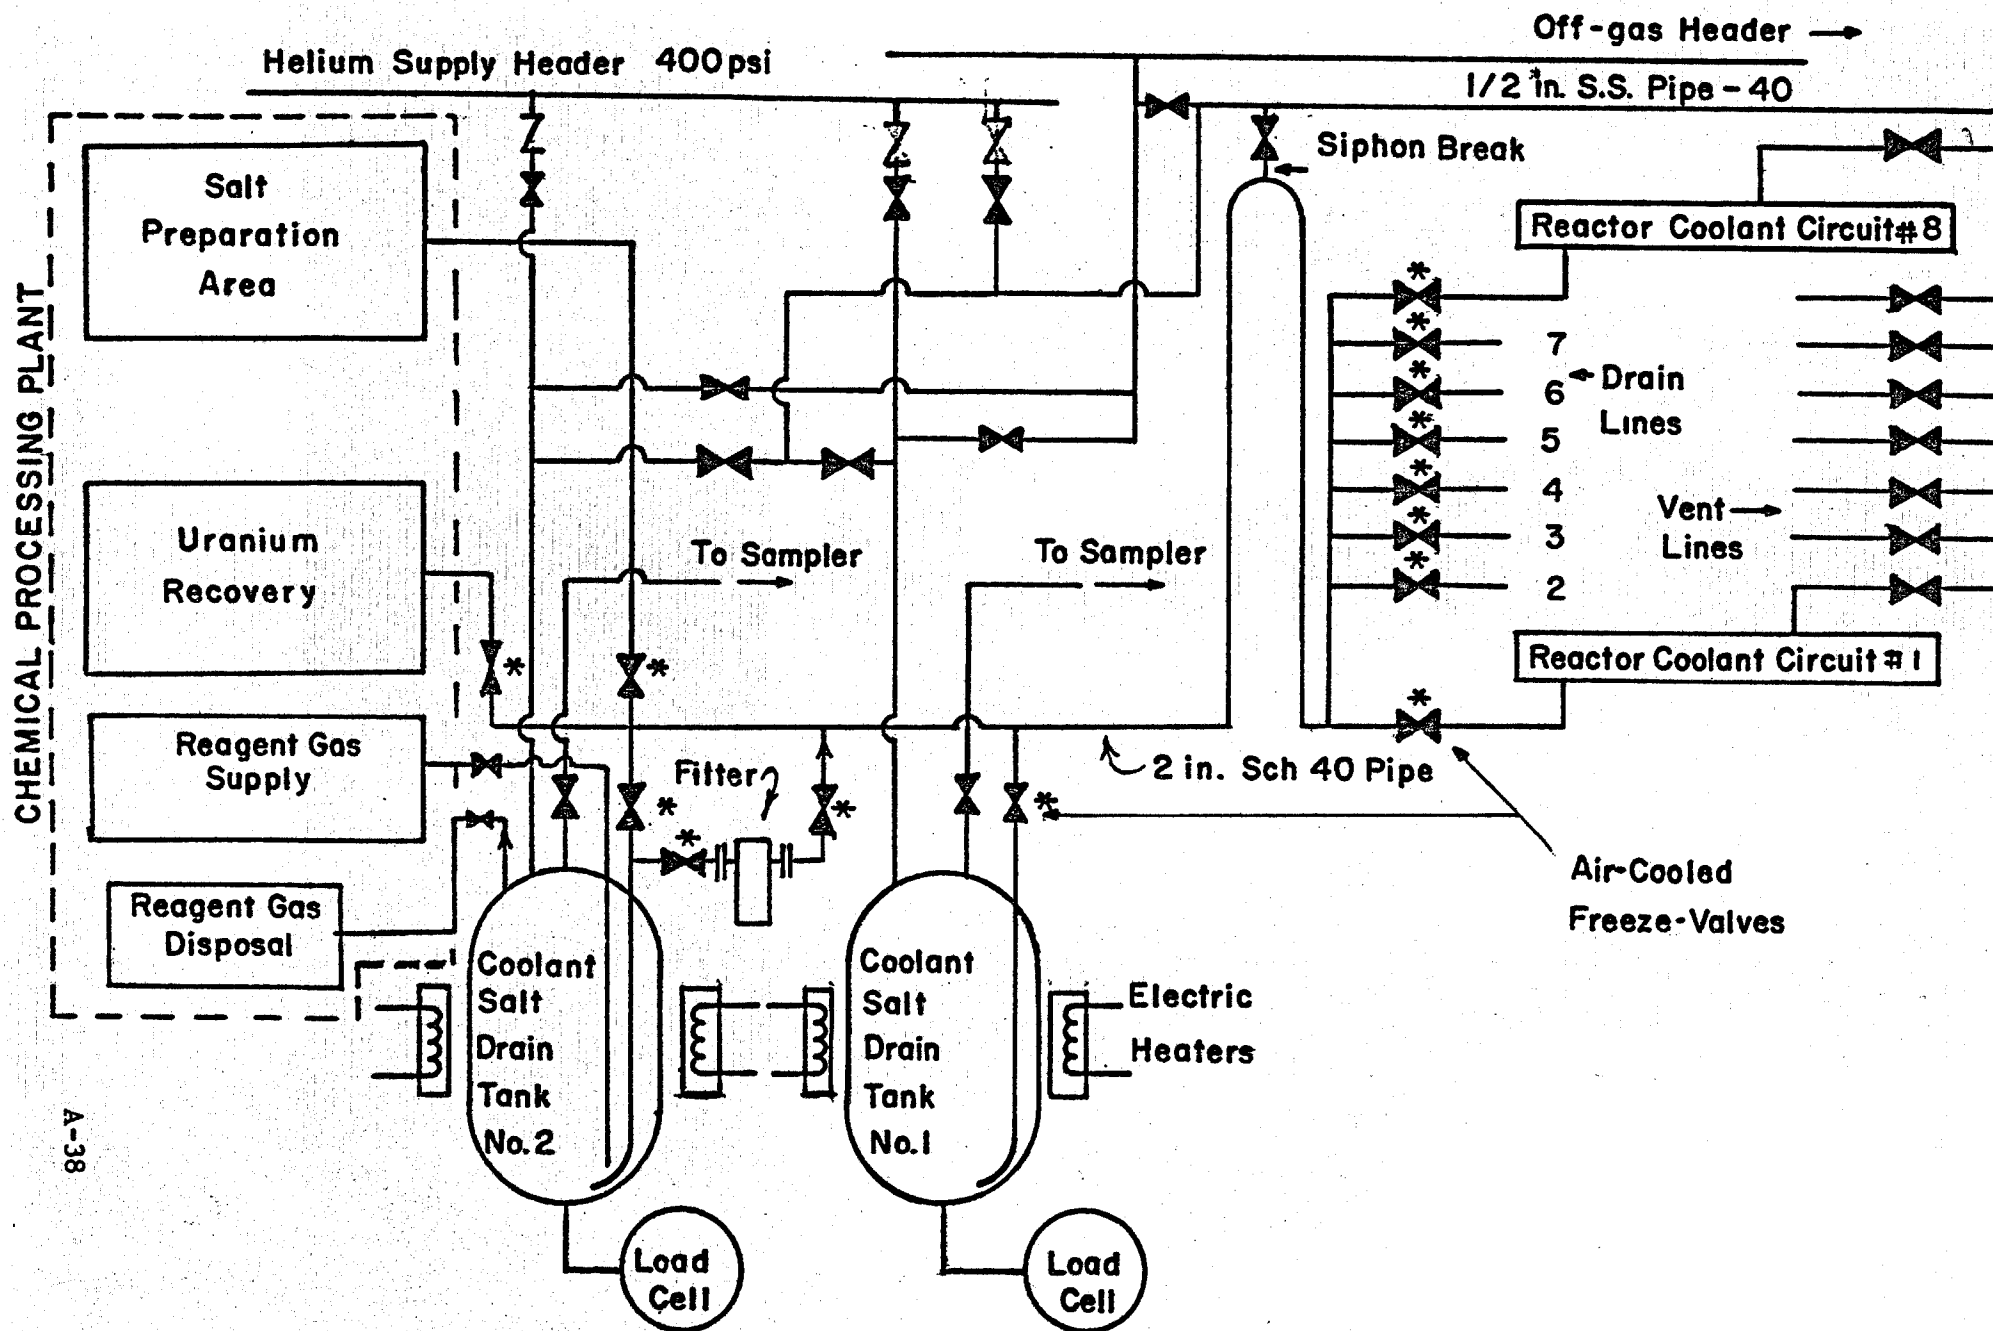 Off-gas Header
Helium Supply Header 400 psi
1/2 in. S.S. Pipe - 40
Siphon Break
CHEMICAL PROCESSING PLANT
Salt
Preparation
Area
Reactor Coolant Circuit #8
*
*
7
*
6
Drain
Lines
*
5
*
4
*
3
*
2
Vent
Lines
Uranium
Recovery
To Sampler
To Sampler
*
*
Reactor Coolant Circuit #1
*
Reagent Gas
Supply
Filter
2 in. Sch 40 Pipe
*
*
*
*
Air-Cooled
Freeze-Valves
Reagent Gas
Disposal
Coolant
Salt
Drain
Tank
No. 2
Coolant
Salt
Drain
Tank
No. 1
Electric
Heaters
Load
Cell
Load
Cell
A-38